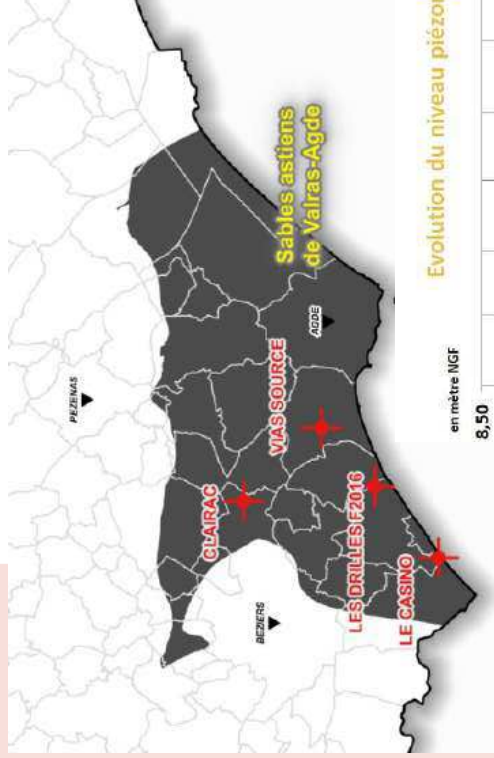 PEZENAS
Sables astiens
de Valras-Agde
AGDE
VIAS SOURCE
CLAIRAC
BEZIERS
LES DRILLES F2016
LE CASINO
Evolution du niveau piézo
en mètre NGF
8,50